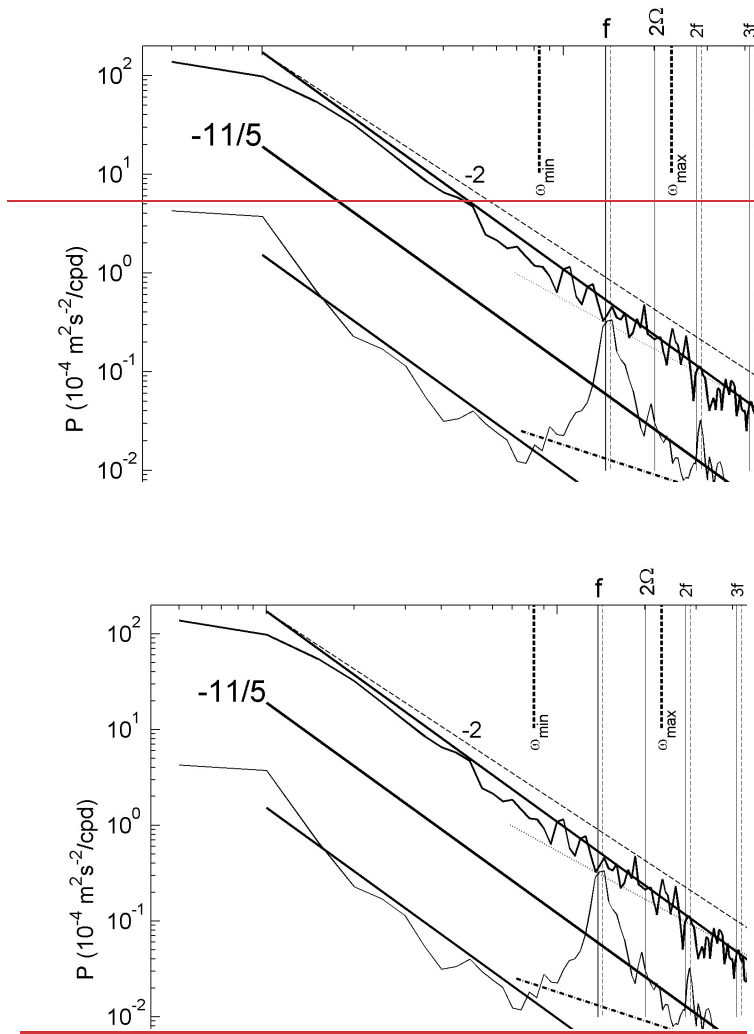 f 2Ω 2f 3f
10²
-11/5
10¹
-2
ω_min
ω_max
10⁰
10⁻¹
10⁻²
P (10⁻⁴ m²s⁻²/cpd)
f 2Ω 2f 3f
10²
-11/5
10¹
-2
ω_min
ω_max
10⁰
10⁻¹
10⁻²
P (10⁻⁴ m²s⁻²/cpd)